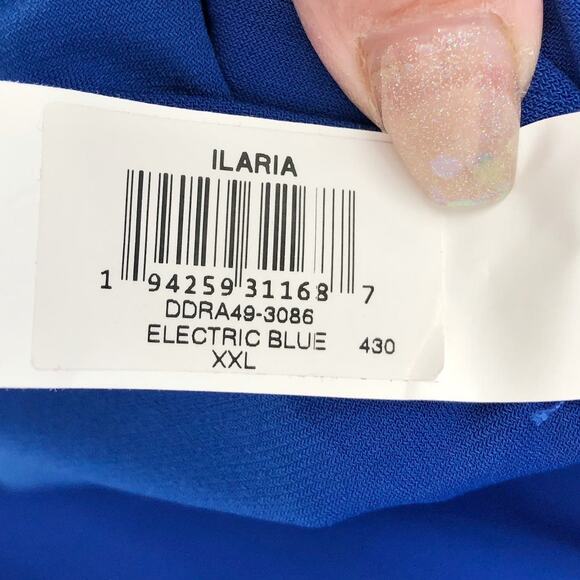 ILARIA
1 94259 31168 7
DDRA49-3086
ELECTRIC BLUE 430
XXL